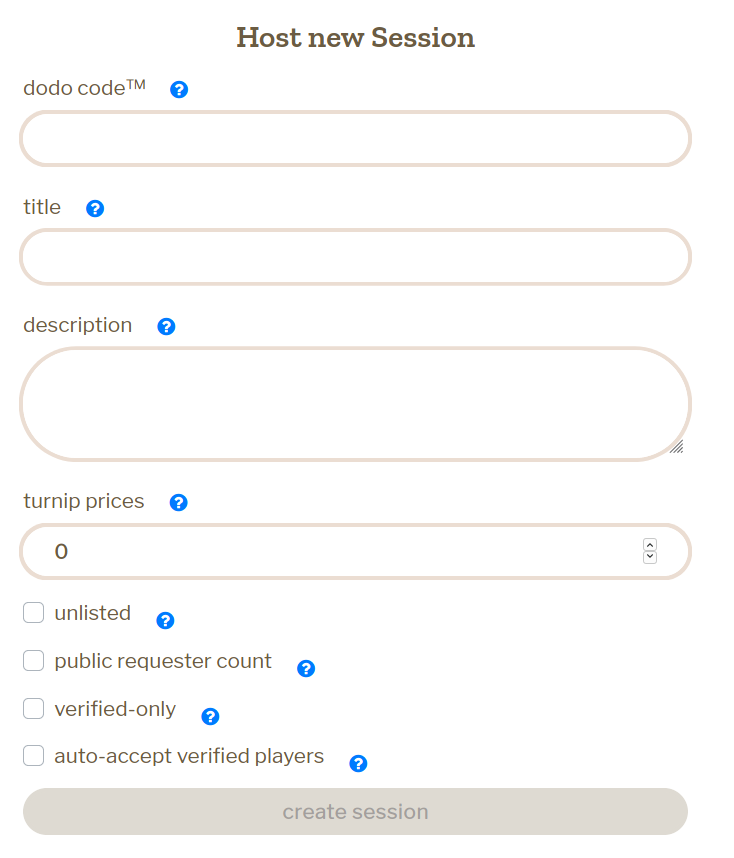 Host new Session
dodo code™ ?
title ?
description ?
turnip prices ?
0
unlisted ?
public requester count ?
verified-only ?
auto-accept verified players ?
create session